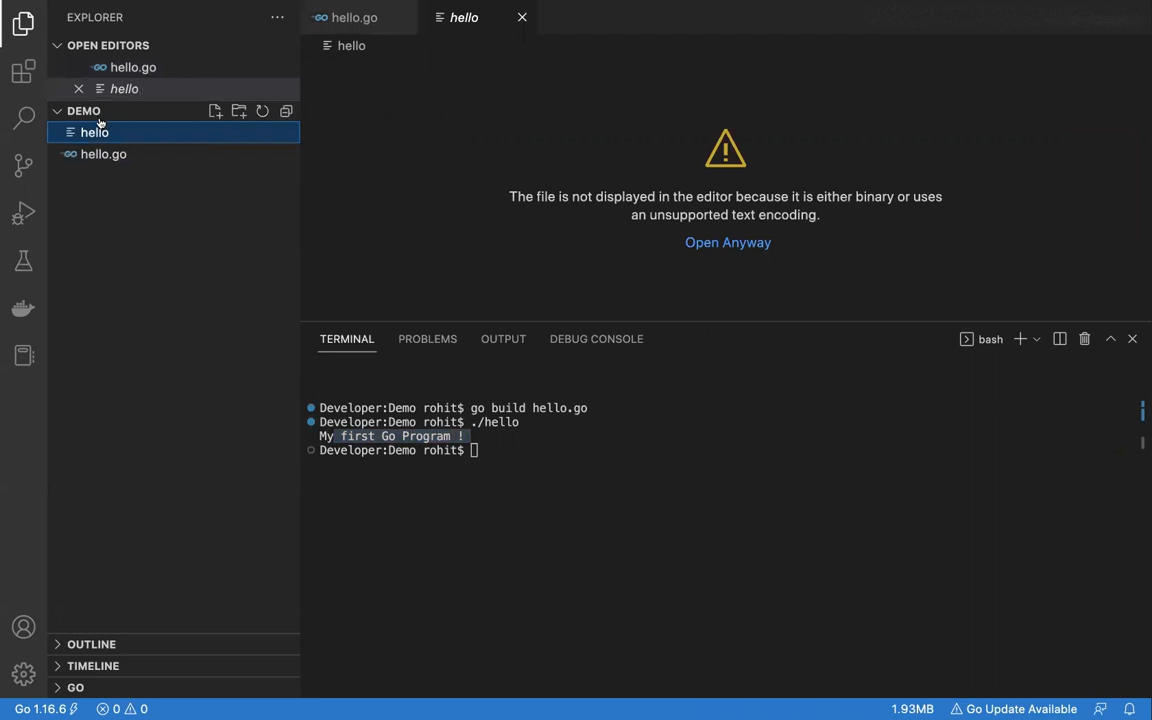 EXPLORER
OPEN EDITORS
hello.go
hello
DEMO
hello
hello.go
OUTLINE
TIMELINE
GO
hello.go
hello
hello
The file is not displayed in the editor because it is either binary or uses
an unsupported text encoding.
Open Anyway
TERMINAL
PROBLEMS
OUTPUT
DEBUG CONSOLE
bash
Developer:Demo rohit$ go build hello.go
Developer:Demo rohit$ ./hello
My first Go Program !
Developer:Demo rohit$
Go 1.16.6
0
0
1.93MB
Go Update Available